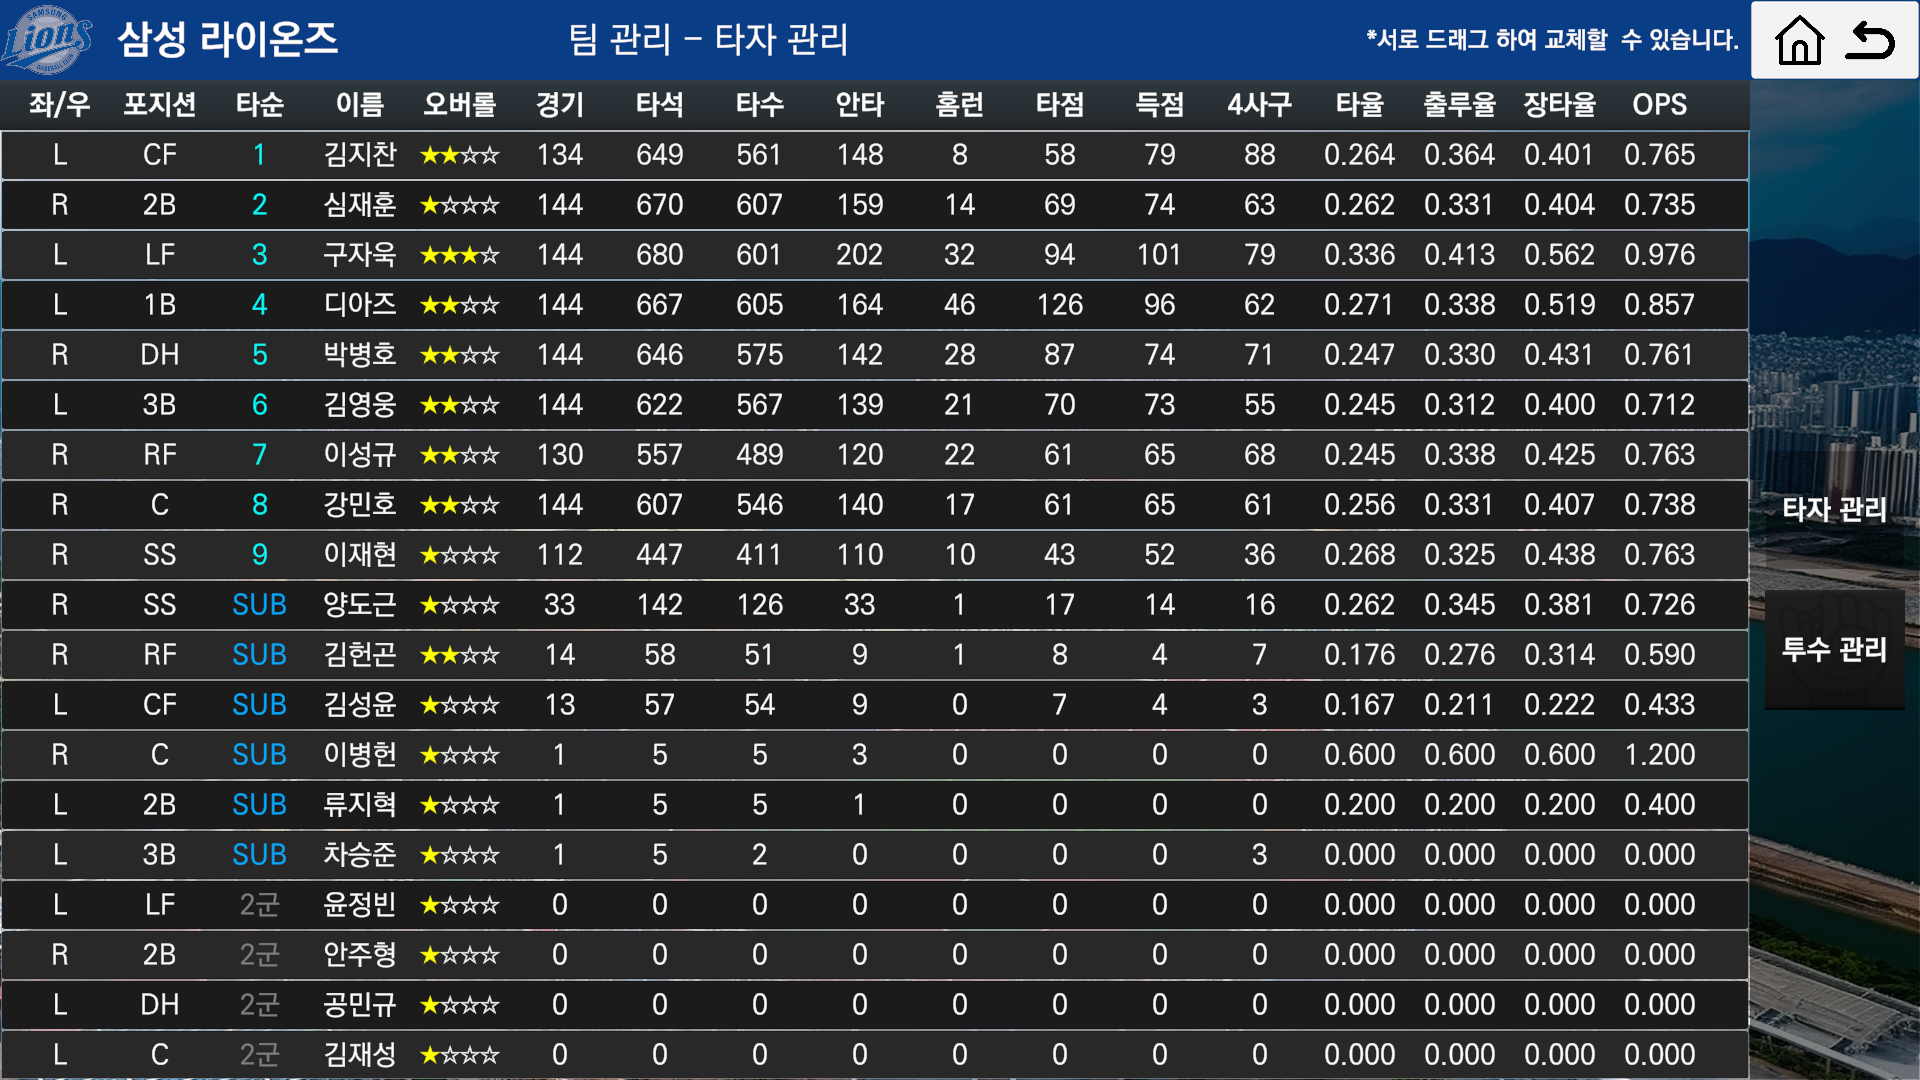 SAMSUNG Lions 삼성 라이온즈 팀 관리 - 타자 관리 *서로 드래그 하여 교체할 수 있습니다.
좌/우 포지션 타순 이름 오버롤 경기 타석 타수 안타 홈런 타점 득점 4사구 타율 출루율 장타율 OPS
L CF 1 김지찬 ★★☆☆ 134 649 561 148 8 58 79 88 0.264 0.364 0.401 0.765
R 2B 2 심재훈 ★☆☆☆ 144 670 607 159 14 69 74 63 0.262 0.331 0.404 0.735
L LF 3 구자욱 ★★★☆ 144 680 601 202 32 94 101 79 0.336 0.413 0.562 0.976
L 1B 4 디아즈 ★★☆☆ 144 667 605 164 46 126 96 62 0.271 0.338 0.519 0.857
R DH 5 박병호 ★★☆☆ 144 646 575 142 28 87 74 71 0.247 0.330 0.431 0.761
L 3B 6 김영웅 ★★☆☆ 144 622 567 139 21 70 73 55 0.245 0.312 0.400 0.712
R RF 7 이성규 ★★☆☆ 130 557 489 120 22 61 65 68 0.245 0.338 0.425 0.763
R C 8 강민호 ★★☆☆ 144 607 546 140 17 61 65 61 0.256 0.331 0.407 0.738
R SS 9 이재현 ★☆☆☆ 112 447 411 110 10 43 52 36 0.268 0.325 0.438 0.763
R SS SUB 양도근 ★☆☆☆ 33 142 126 33 1 17 14 16 0.262 0.345 0.381 0.726
R RF SUB 김헌곤 ★★☆☆ 14 58 51 9 1 8 4 7 0.176 0.276 0.314 0.590
L CF SUB 김성윤 ★☆☆☆ 13 57 54 9 0 7 4 3 0.167 0.211 0.222 0.433
R C SUB 이병헌 ★☆☆☆ 1 5 5 3 0 0 0 0 0.600 0.600 0.600 1.200
L 2B SUB 류지혁 ★☆☆☆ 1 5 5 1 0 0 0 0 0.200 0.200 0.200 0.400
L 3B SUB 차승준 ★☆☆☆ 1 5 2 0 0 0 0 3 0.000 0.000 0.000 0.000
L LF 2군 윤정빈 ★☆☆☆ 0 0 0 0 0 0 0 0 0.000 0.000 0.000 0.000
R 2B 2군 안주형 ★☆☆☆ 0 0 0 0 0 0 0 0 0.000 0.000 0.000 0.000
L DH 2군 공민규 ★☆☆☆ 0 0 0 0 0 0 0 0 0.000 0.000 0.000 0.000
L C 2군 김재성 ★☆☆☆ 0 0 0 0 0 0 0 0 0.000 0.000 0.000 0.000
타자 관리
투수 관리